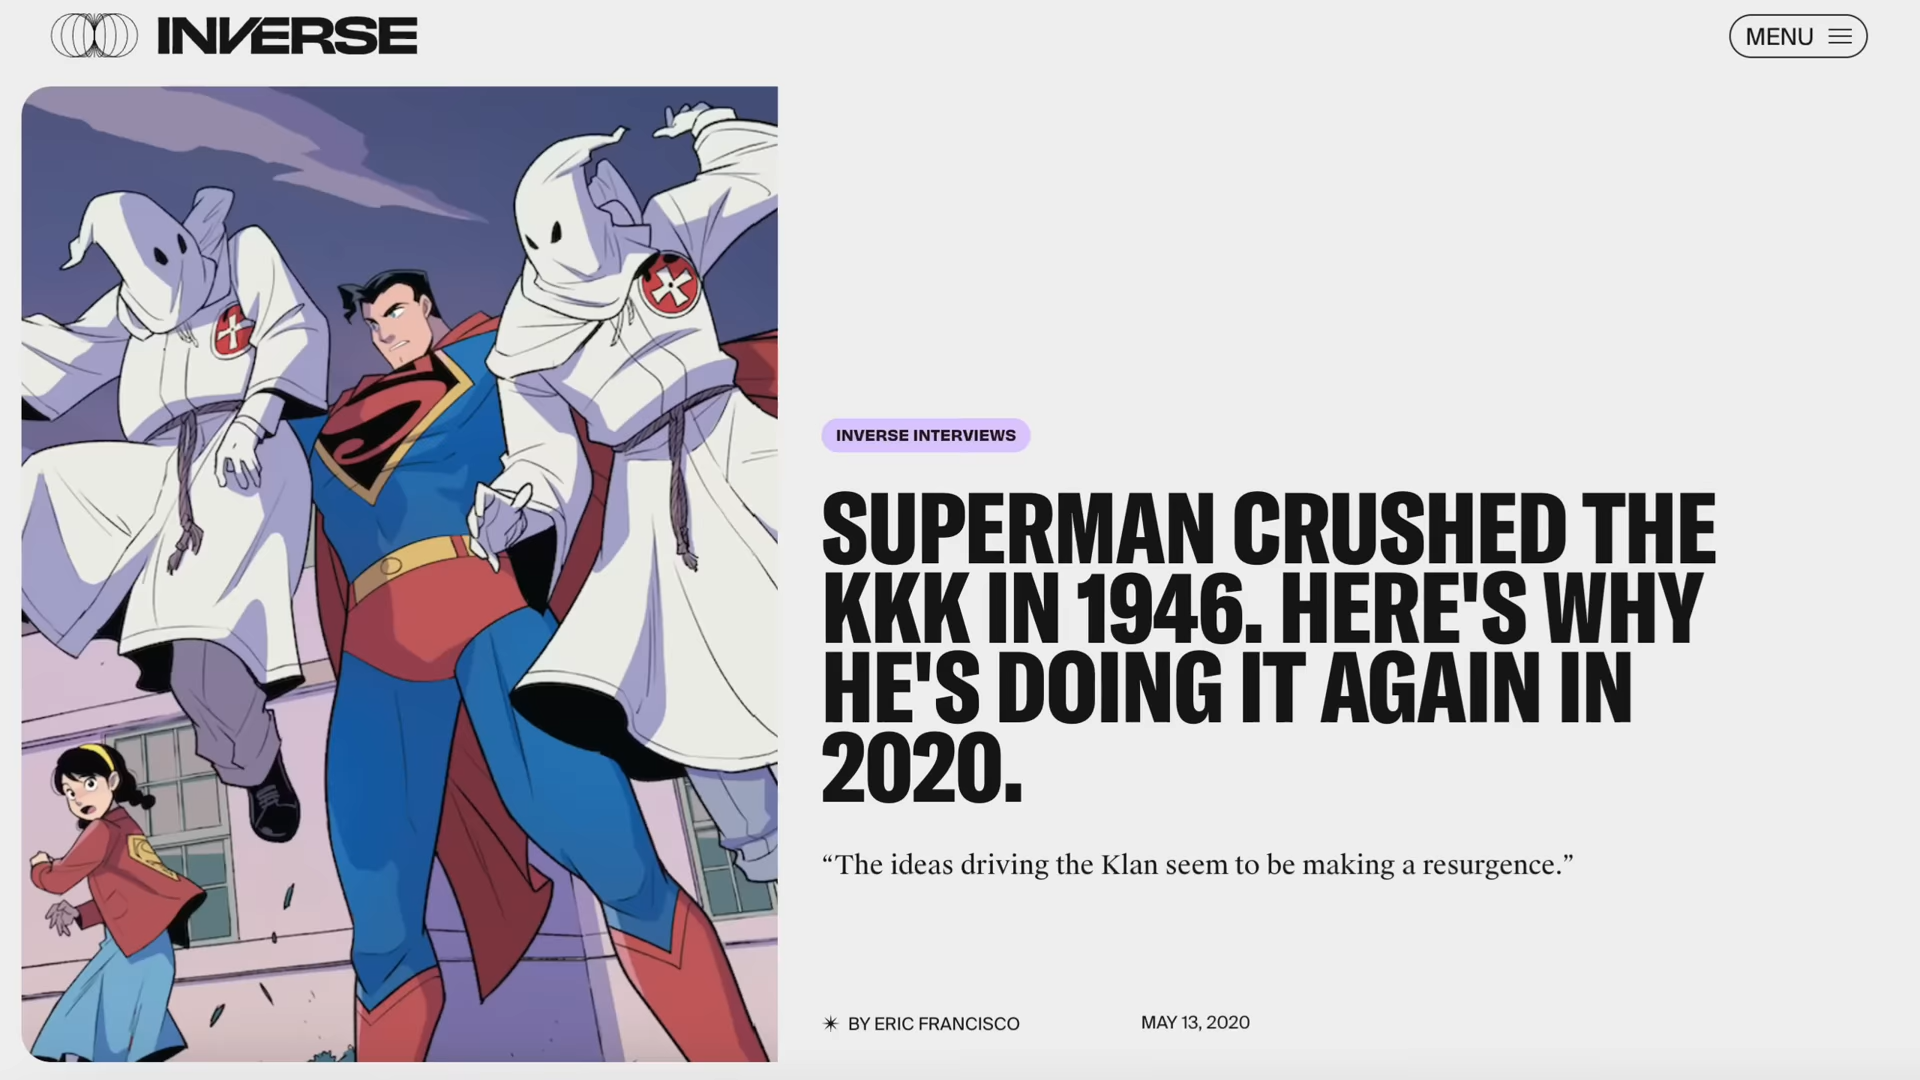 INVERSE
MENU
INVERSE INTERVIEWS
SUPERMAN CRUSHED THE
KKK IN 1946. HERE'S WHY
HE'S DOING IT AGAIN IN
2020.
“The ideas driving the Klan seem to be making a resurgence.”
BY ERIC FRANCISCO
MAY 13, 2020